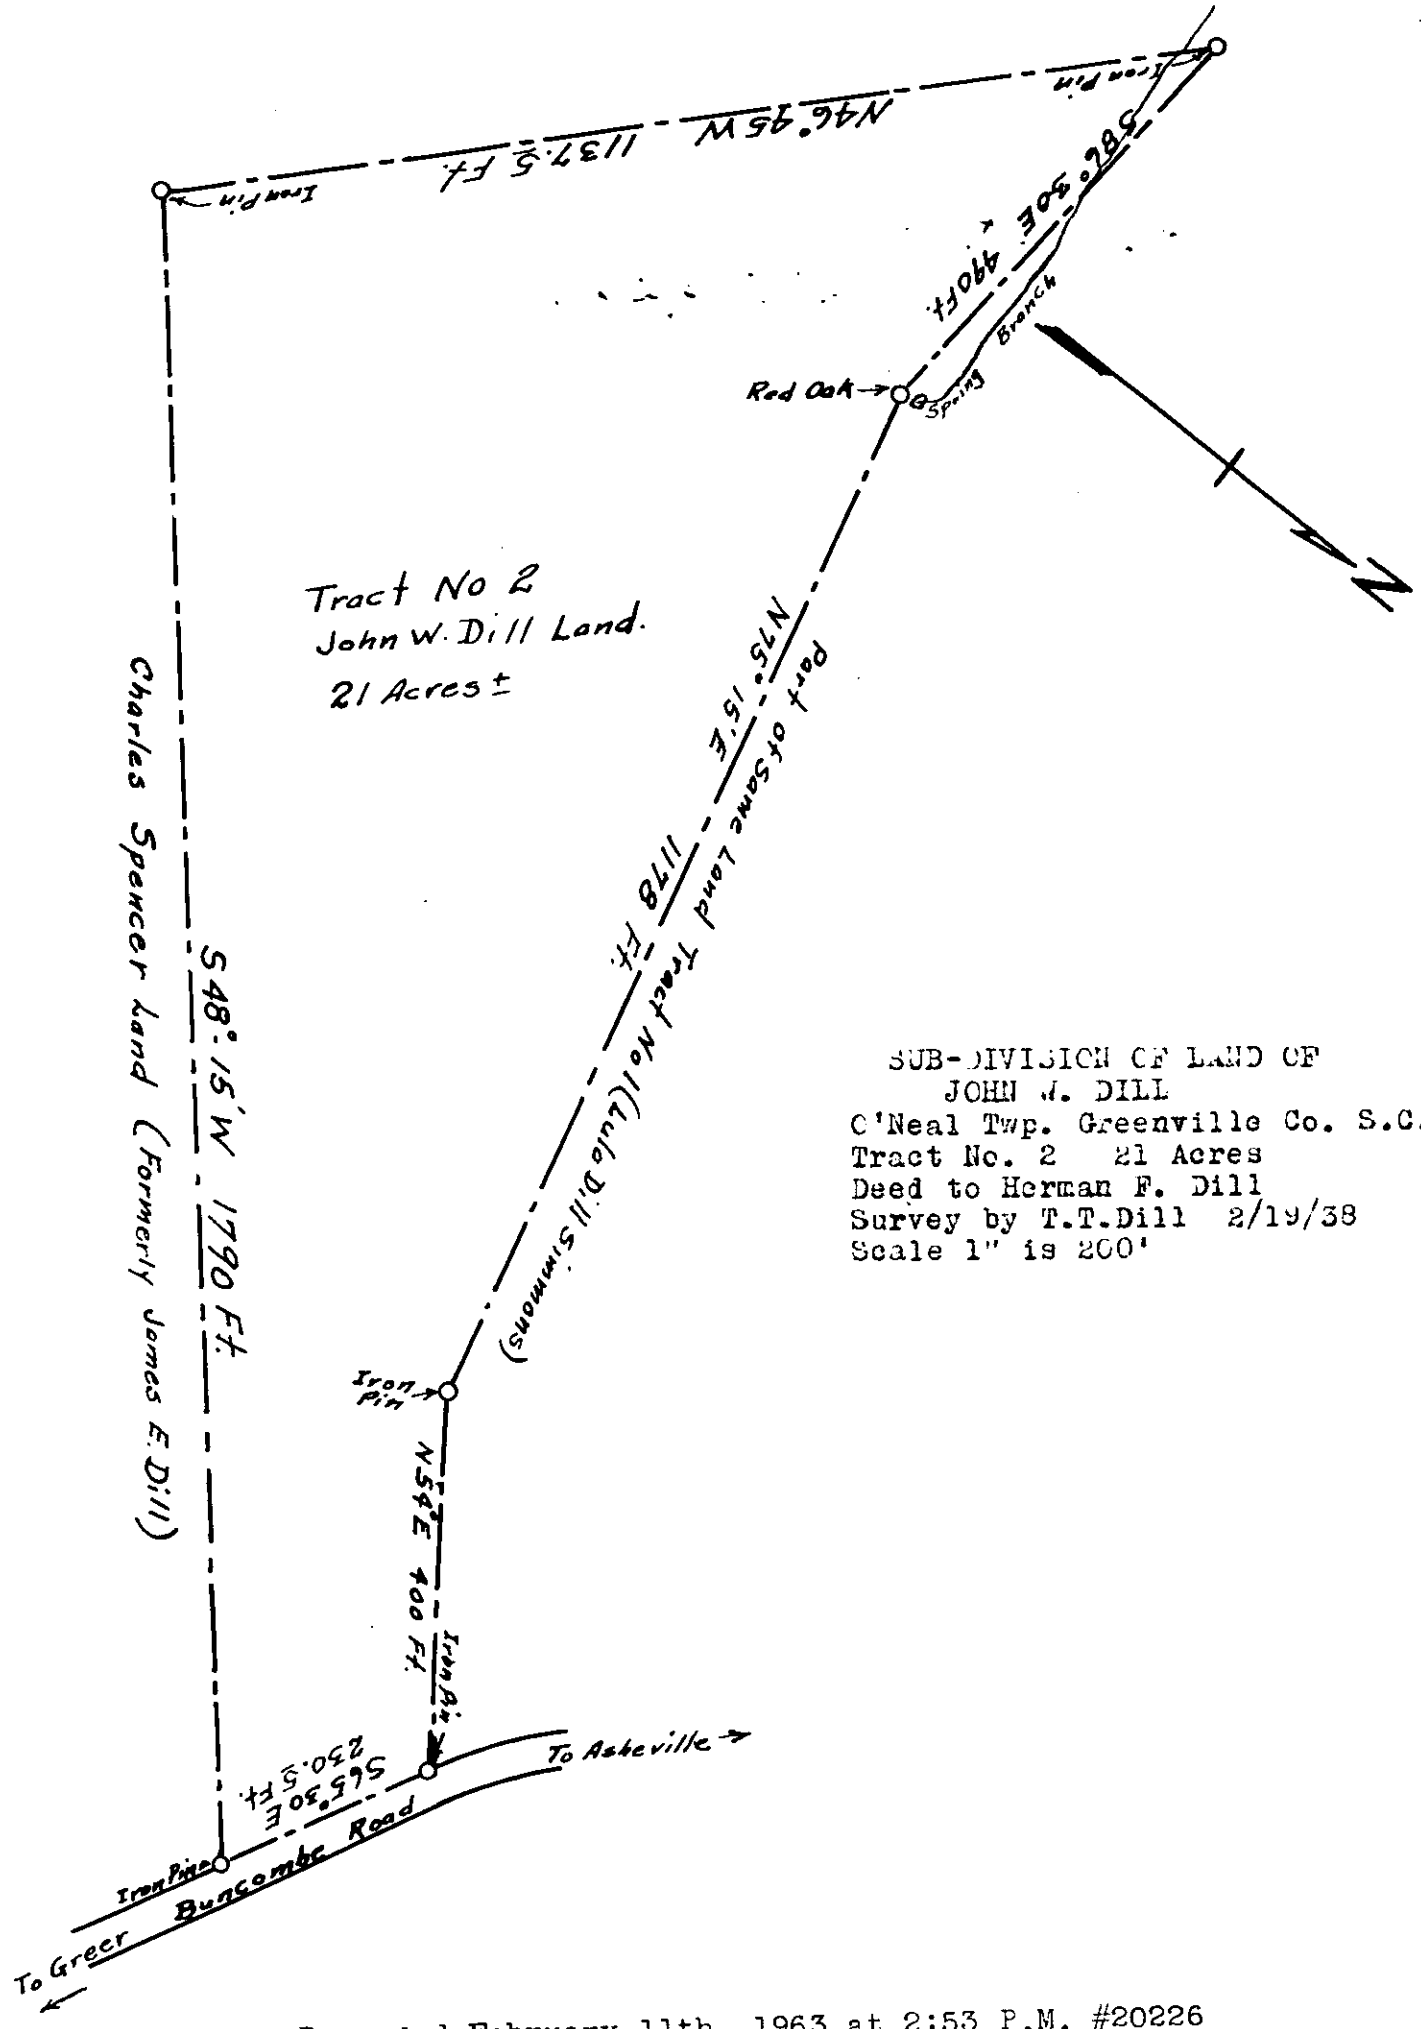 Iron Pin
N46°45W 1137.5 Ft.
Iron Pin
S86°30E
490 Ft.
Branch
Spring
Red Oak
Tract No 2
John W. Dill Land.
21 Acres ±
N75°15'E
1178 Ft.
Part of Same Land Tract No 1 (Lula Dill Simmons)
Charles Spencer Land (Formerly James E. Dill)
S48°15'W 1790 Ft.
SUB-DIVISION OF LAND OF
JOHN W. DILL
O'Neal Twp. Greenville Co. S.C.
Tract No. 2 21 Acres
Deed to Herman F. Dill
Survey by T.T.Dill 2/19/38
Scale 1" is 200'
Iron
Pin
N54°E 400 Ft.
Iron Pin
To Asheville
S65°30E
230.5 Ft.
Iron Pin
Buncombe Road
To Greer
N
February 11th, 1963 at 2:53 P.M. #20226